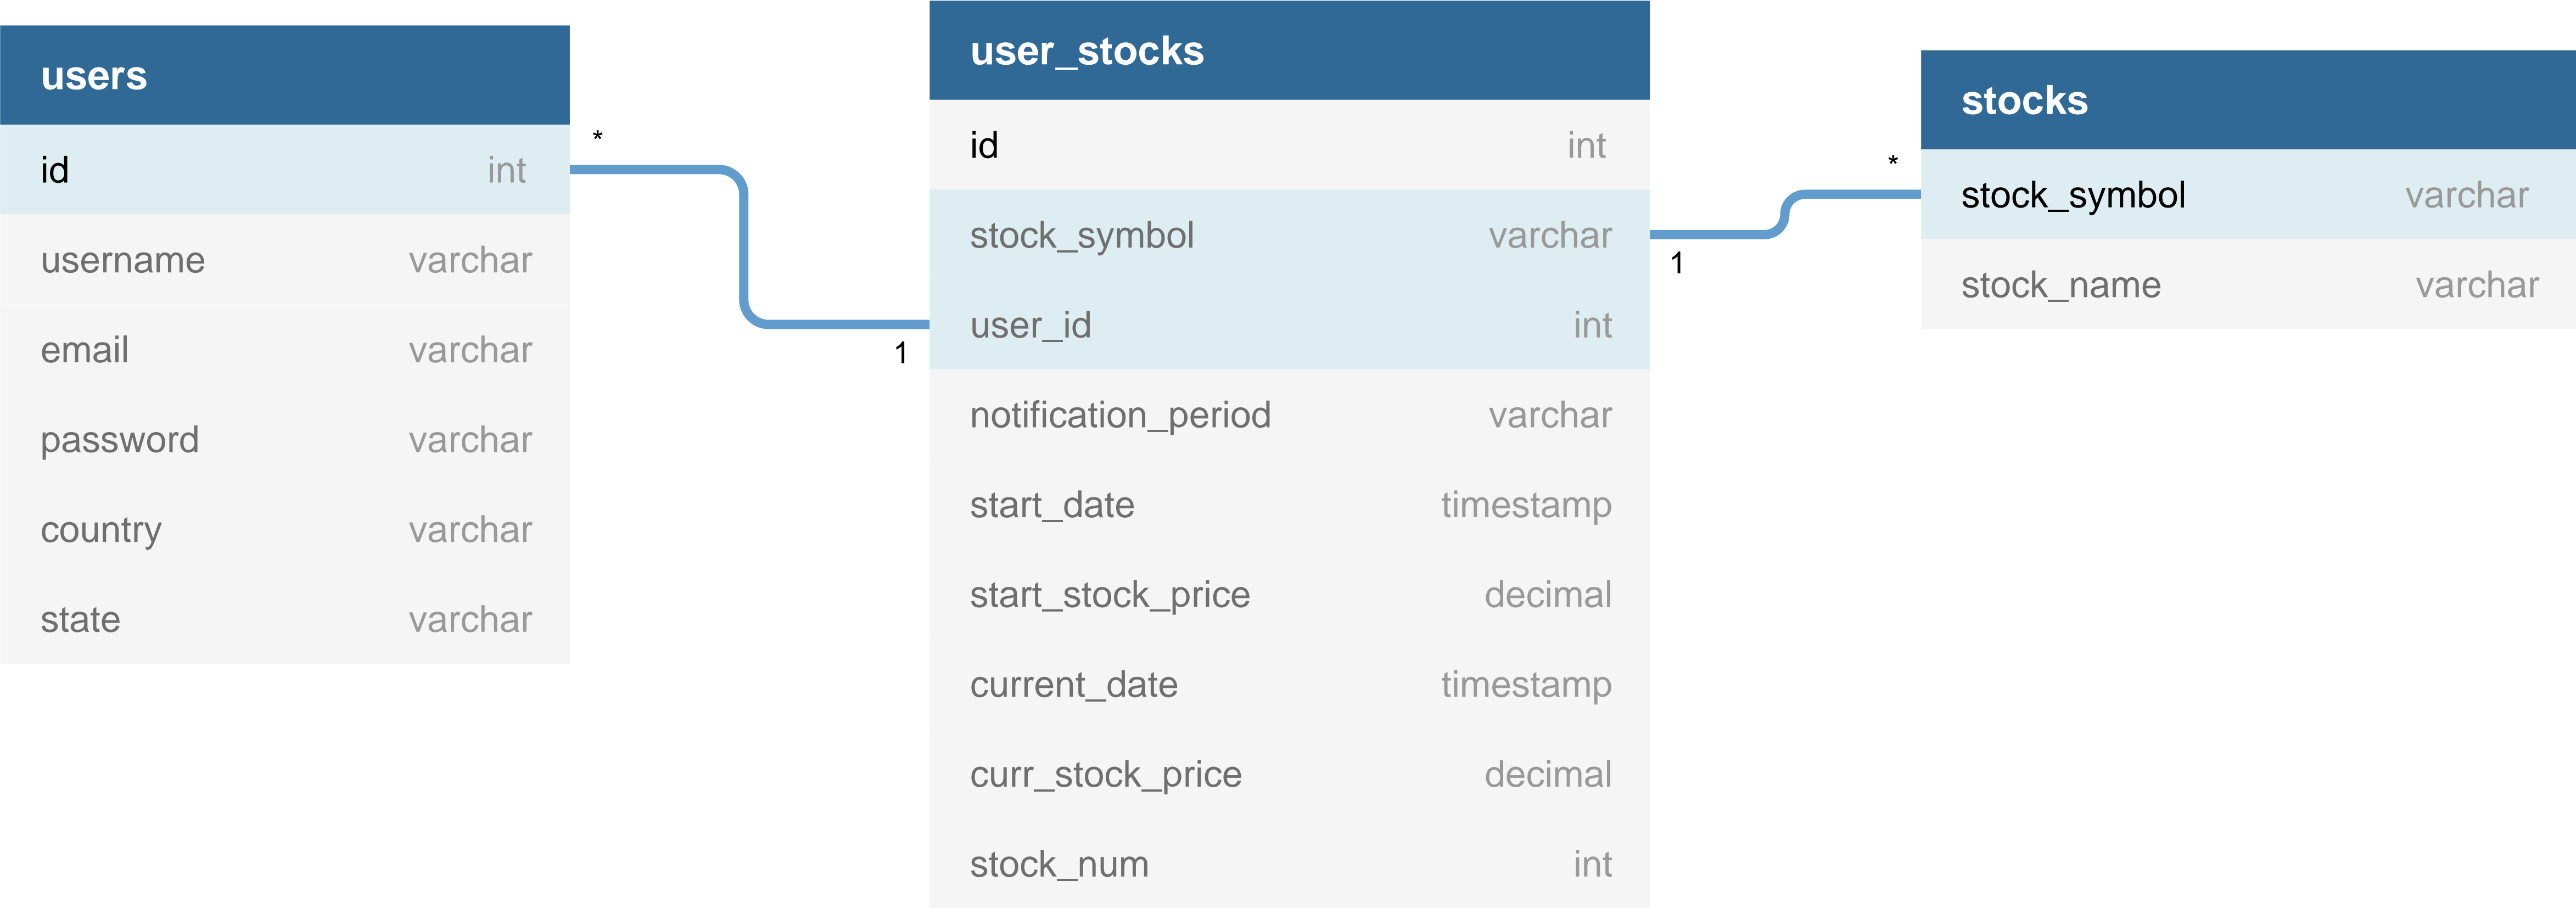 users
id int
username varchar
email varchar
password varchar
country varchar
state varchar
*
1
user_stocks
id int
stock_symbol varchar
user_id int
notification_period varchar
start_date timestamp
start_stock_price decimal
current_date timestamp
curr_stock_price decimal
stock_num int
1
*
stocks
stock_symbol varchar
stock_name varchar